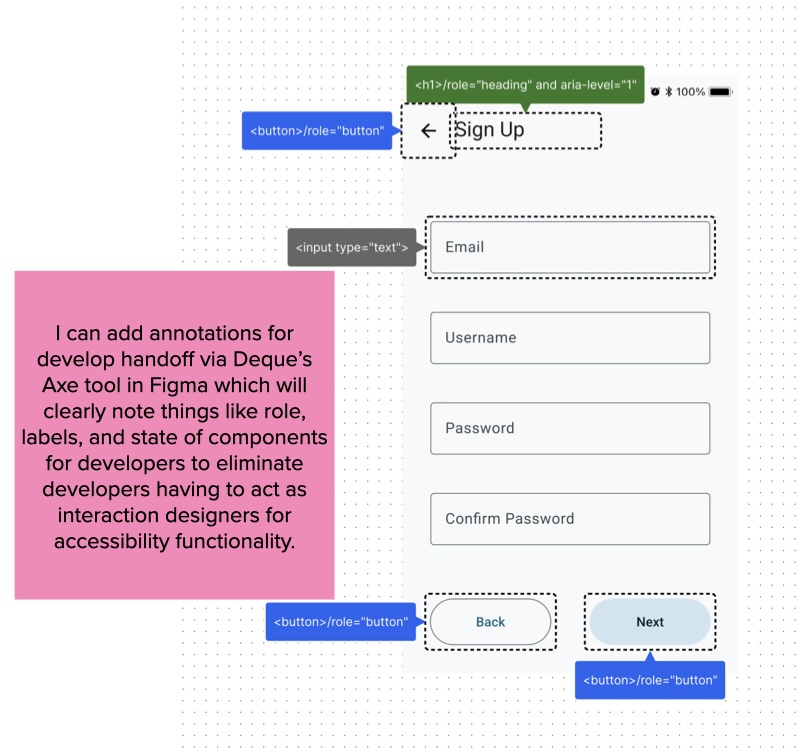 <h1>/role="heading" and aria-level="1"
100%
<button>/role="button"
Sign Up
<input type="text">
Email
Username
Password
Confirm Password
I can add annotations for
develop handoff via Deque’s
Axe tool in Figma which will
clearly note things like role,
labels, and state of components
for developers to eliminate
developers having to act as
interaction designers for
accessibility functionality.
<button>/role="button"
Back
Next
<button>/role="button"